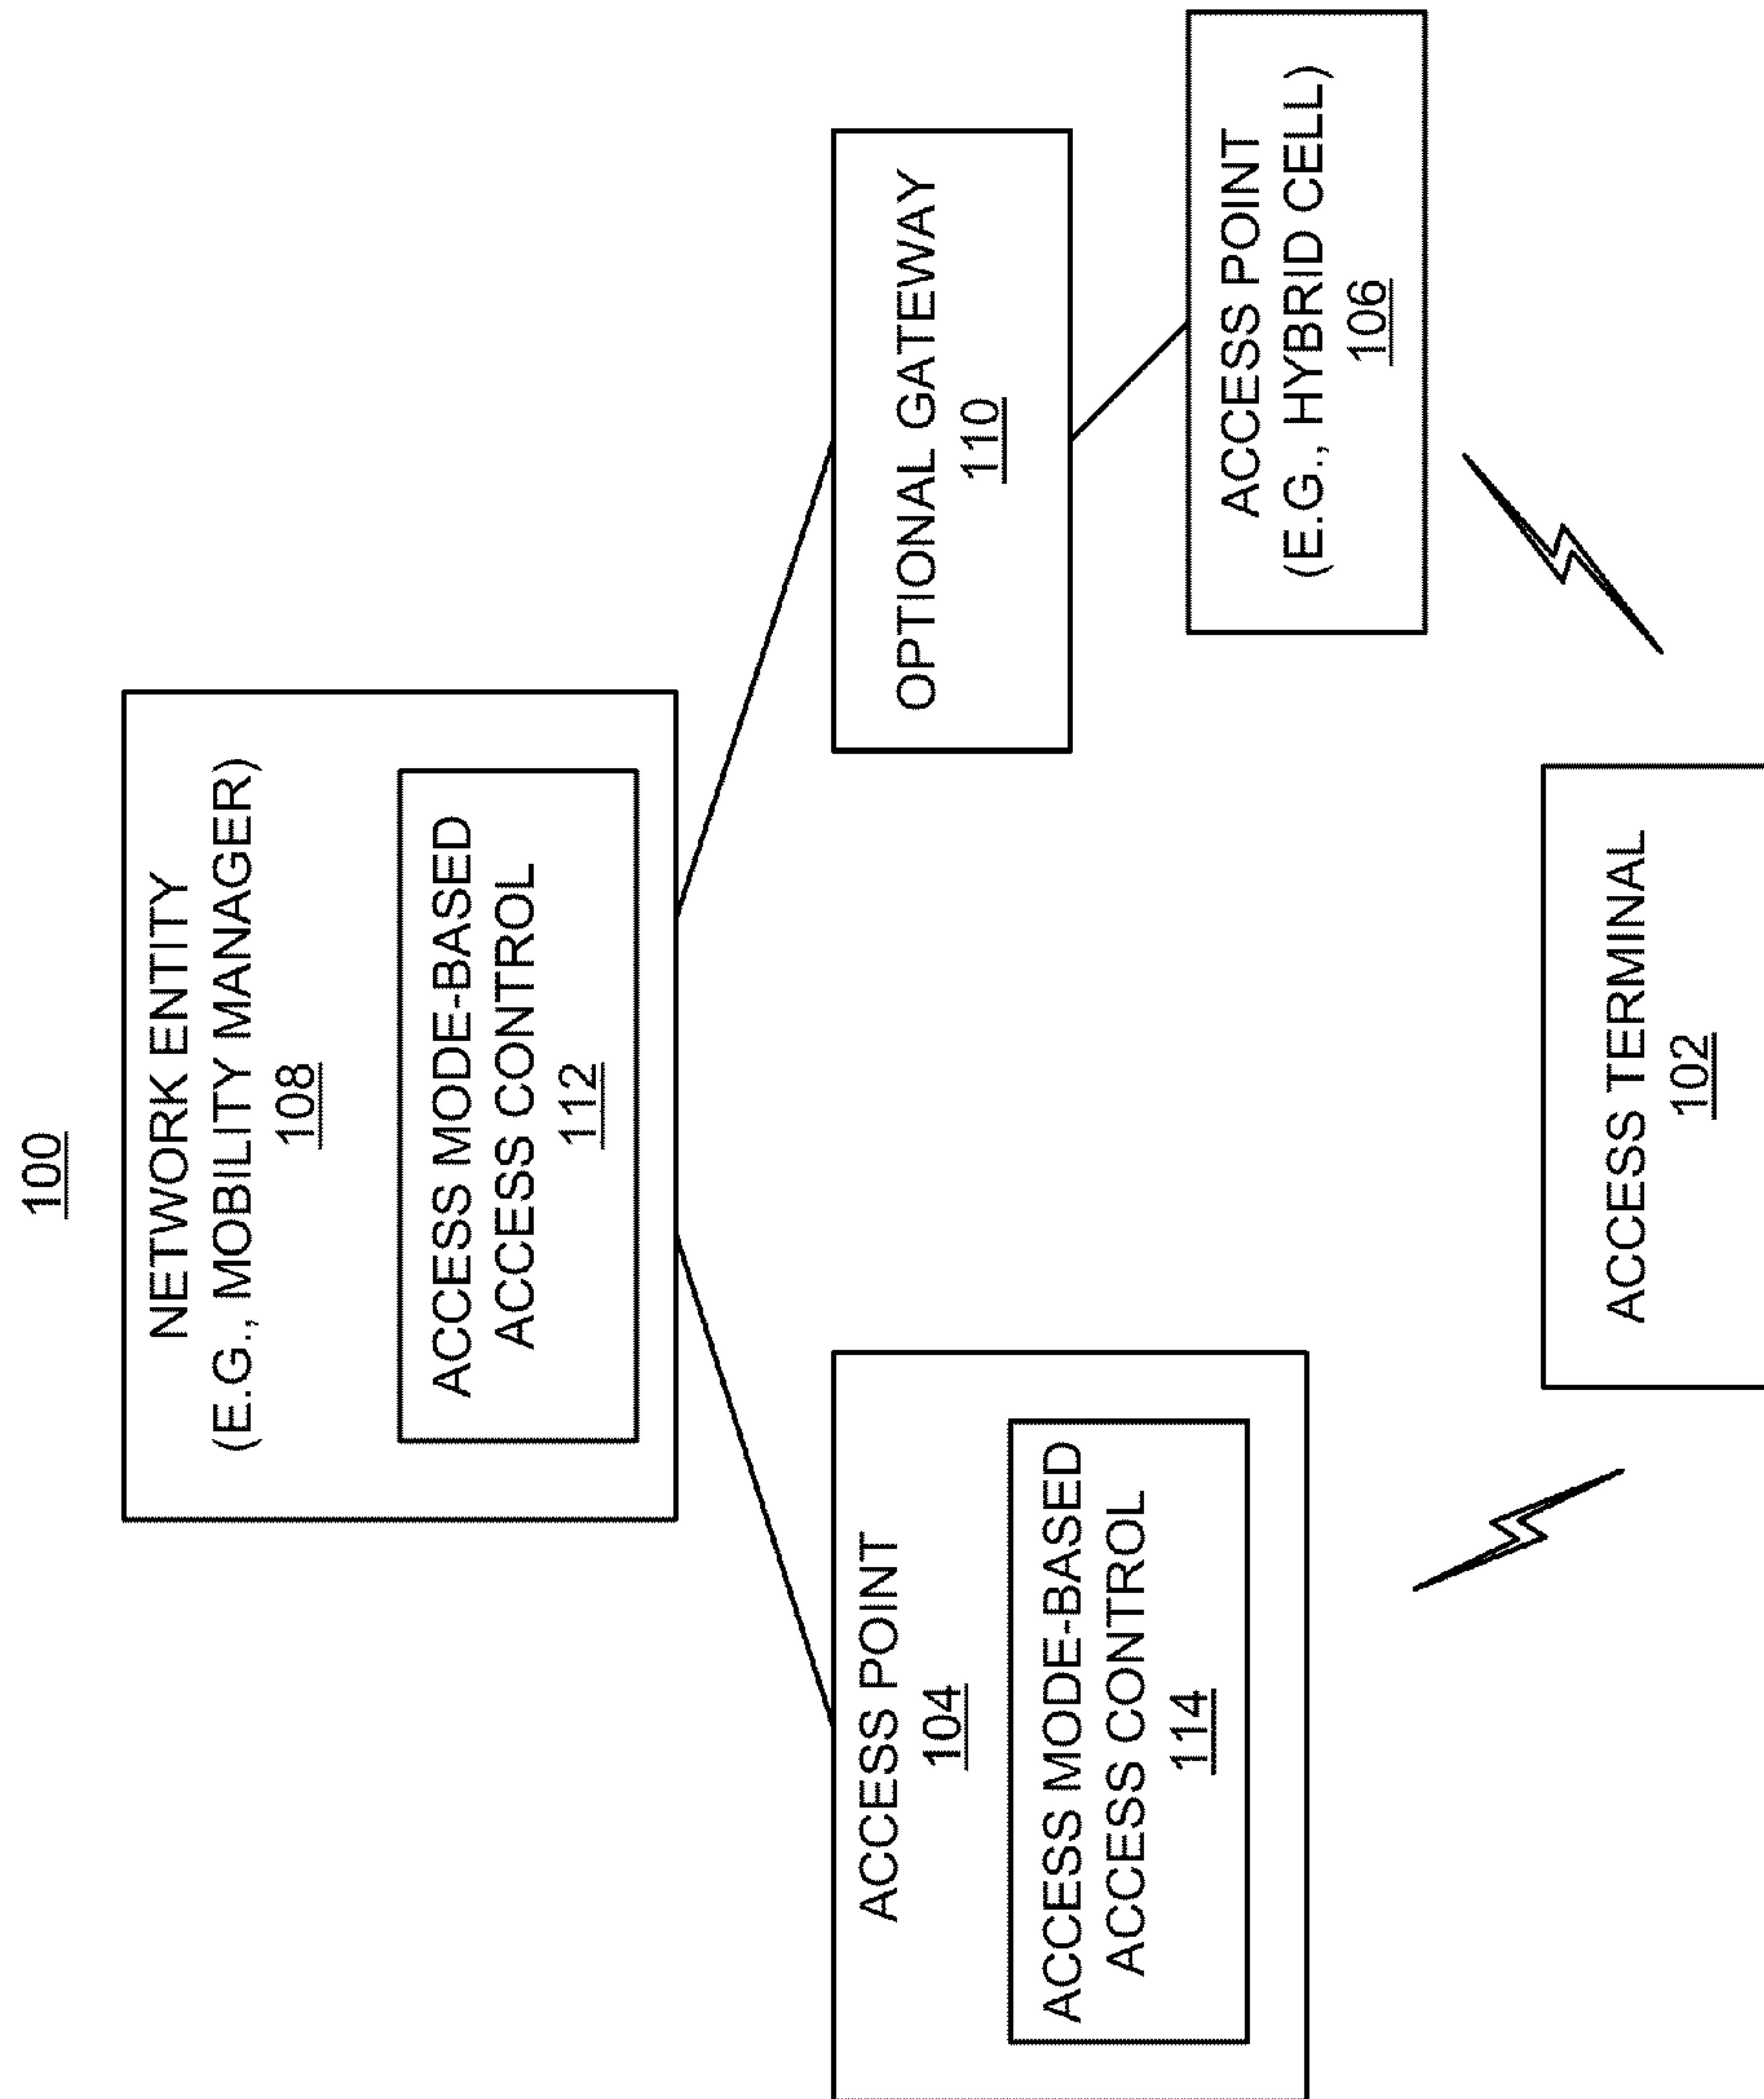 100
NETWORK ENTITY
(E.G., MOBILITY MANAGER)
108
ACCESS MODE-BASED
ACCESS CONTROL
112
ACCESS POINT
104
ACCESS MODE-BASED
ACCESS CONTROL
114
OPTIONAL GATEWAY
110
ACCESS POINT
(E.G., HYBRID CELL)
106
ACCESS TERMINAL
102